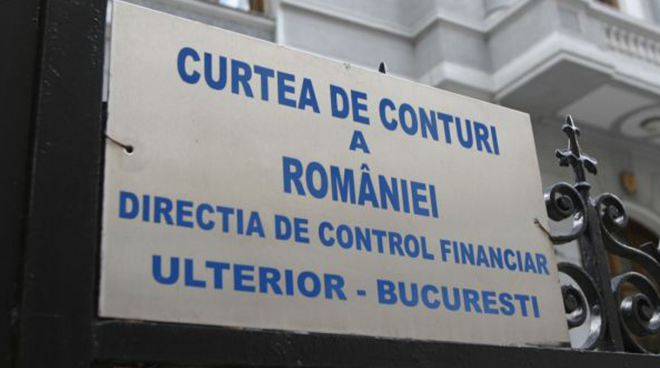 CURTEA DE CONTURI
A
ROMÂNIEI
DIRECTIA DE CONTROL FINANCIAR
ULTERIOR - BUCURESTI